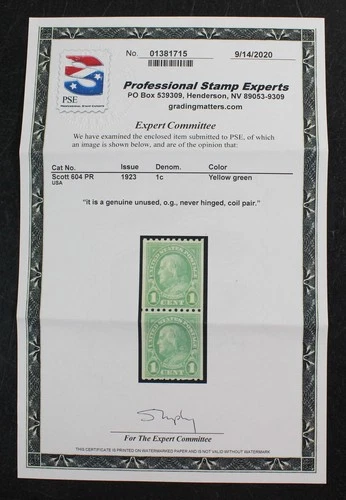 No. 01381715 9/14/2020
PSE
Professional Stamp Experts
PO Box 539309, Henderson, NV 89053-9309
gradingmatters.com
Expert Committee
We have examined the enclosed item submitted to PSE, of which
an image is shown below, and are of the opinion that:
Cat No. Issue Denom. Color
Scott 604 PR 1923 1c Yellow green
USA
"it is a genuine unused, o.g., never hinged, coil pair."
UNITED STATES POSTAGE
1 CENT 1
UNITED STATES POSTAGE
1 CENT 1
For The Expert Committee
THIS CERTIFICATE IS PRINTED ON WATERMARKED PAPER AND IS NOT VALID WITHOUT WATERMARK